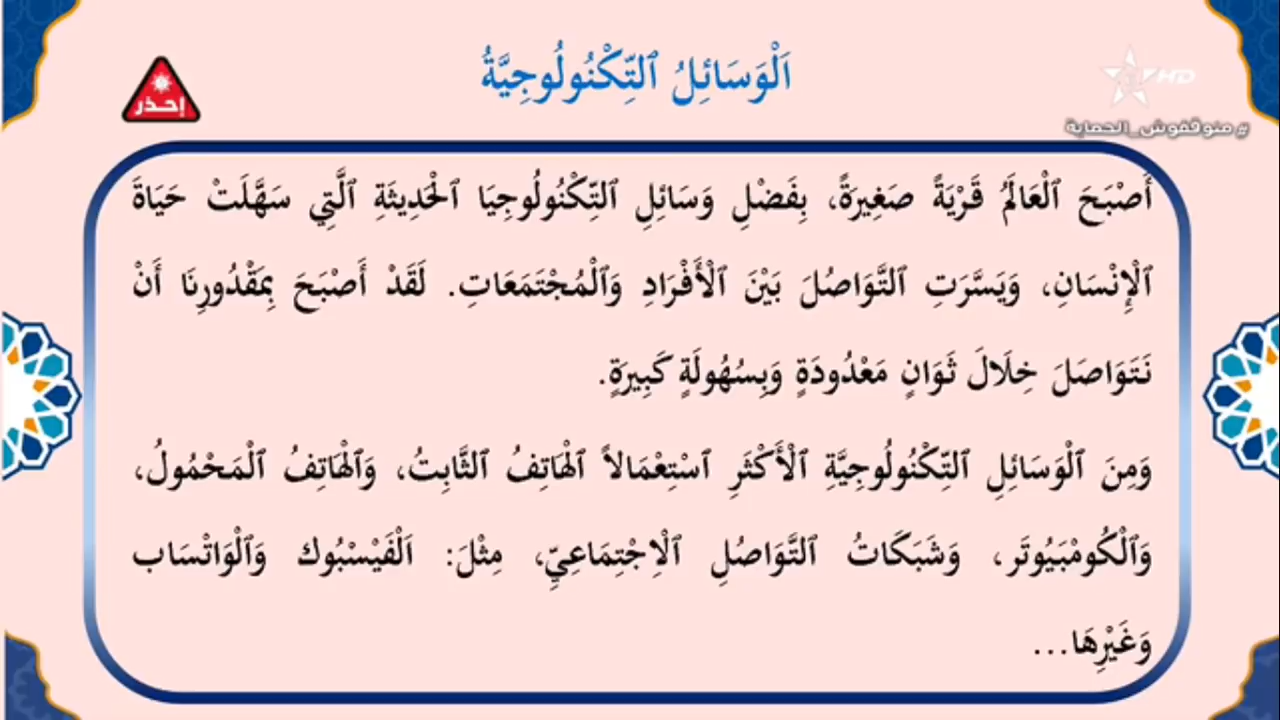 اَلْوَسَائِلُ ٱلتِّكْنُولُوجِيَّةُ
إحذر
HD
#منوقفوش_الحماية
أَصْبَحَ ٱلْعَالَمُ قَرْيَةً صَغِيرَةً، بِفَضْلِ وَسَائِلِ ٱلتِّكْنُولُوجِيَا ٱلْحَدِيثَةِ ٱلَّتِي سَهَّلَتْ حَيَاةَ
ٱلْإِنْسَانِ، وَيَسَّرَتِ ٱلتَّوَاصُلَ بَيْنَ ٱلْأَفْرَادِ وَٱلْمُجْتَمَعَاتِ. لَقَدْ أَصْبَحَ بِمَقْدُورِنَا أَنْ
نَتَوَاصَلَ خِلَالَ ثَوَانٍ مَعْدُودَةٍ وَبِسُهُولَةٍ كَبِيرَةٍ.
وَمِنَ ٱلْوَسَائِلِ ٱلتِّكْنُولُوجِيَّةِ ٱلْأَكْثَرِ ٱسْتِعْمَالاً ٱلْهَاتِفُ ٱلثَّابِتُ، وَٱلْهَاتِفُ ٱلْمَحْمُولُ،
وَٱلْكُومْبَيُوتَر، وَشَبَكَاتُ ٱلتَّوَاصُلِ ٱلْاِجْتِمَاعِيِّ، مِثْلَ: اَلْفَيْسْبُوك وَٱلْوَاتْسَاب
وَغَيْرِهَا...